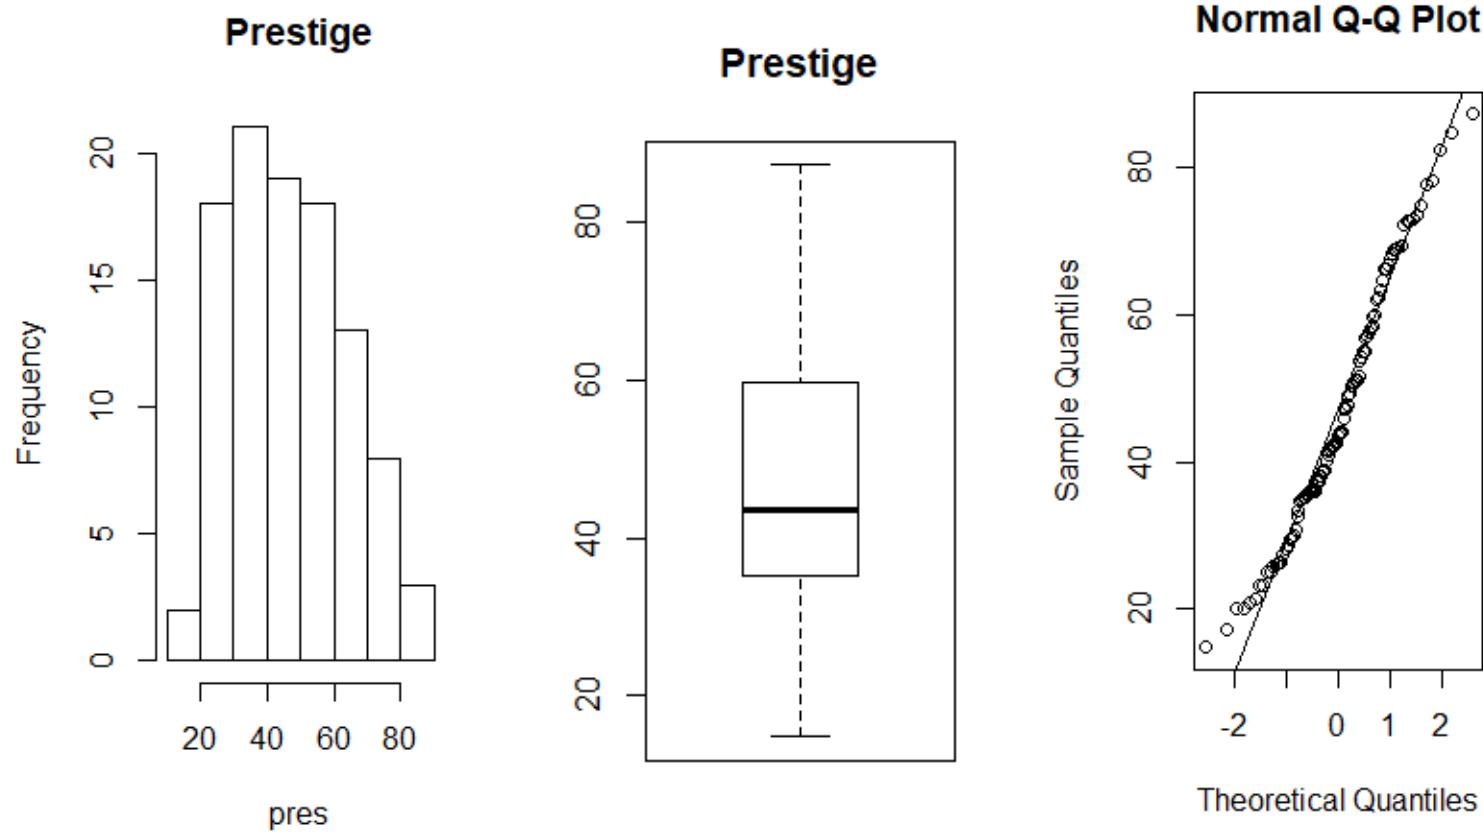 Prestige
Frequency
0
5
10
15
20
20 40 60 80
pres
Prestige
20
40
60
80
Normal Q-Q Plot
Sample Quantiles
20
40
60
80
-2 0 1 2
Theoretical Quantiles